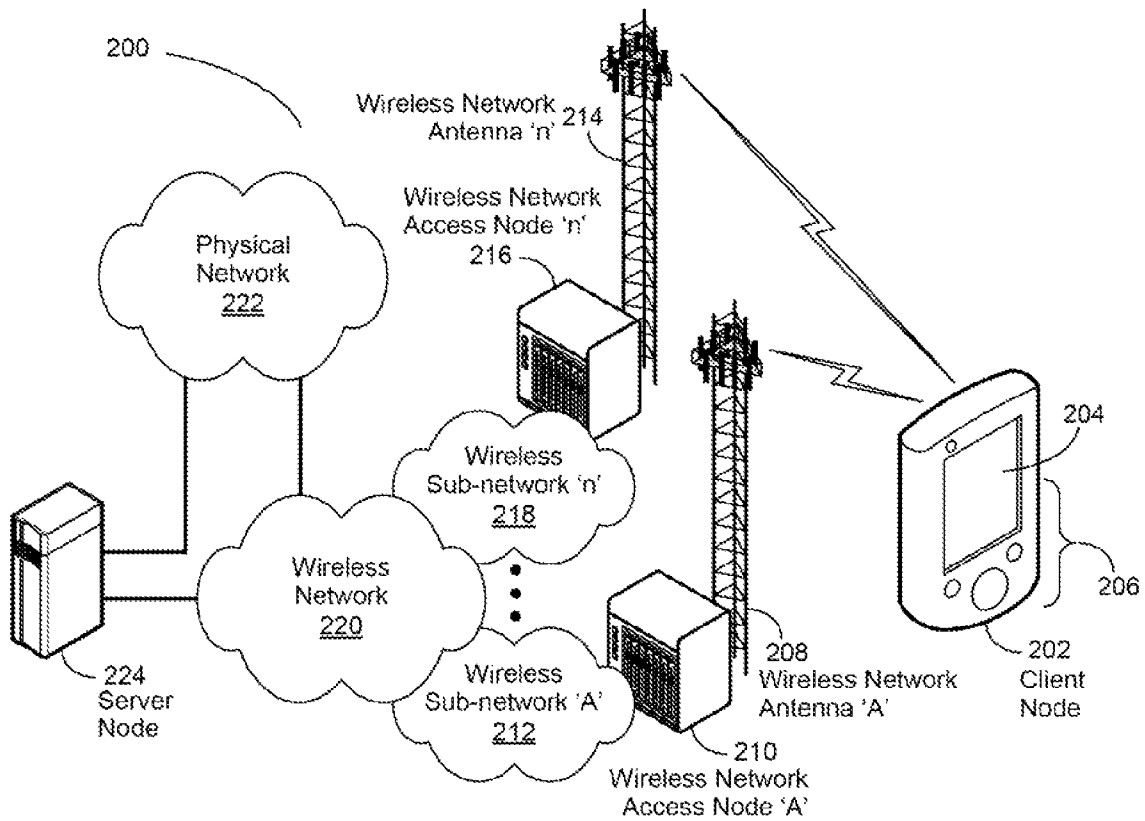 200
Wireless Network
Antenna 'n'
214
Wireless Network
Access Node 'n'
216
Physical
Network
222
204
Wireless
Sub-network 'n'
218
206
Wireless
Network
220
224
Server
Node
Wireless
Sub-network 'A'
212
208
Wireless Network
Antenna 'A'
202
Client
Node
210
Wireless Network
Access Node 'A'